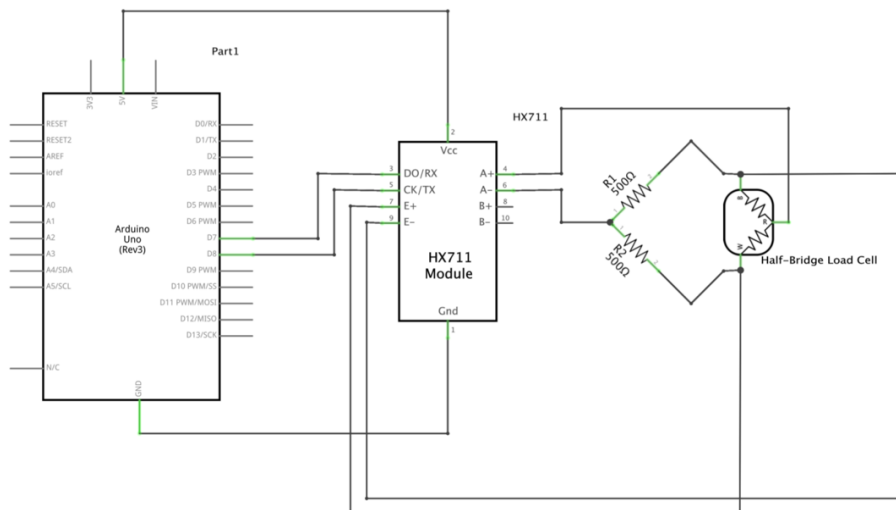 Part1
3V3
5V
VIN
RESET
RESET2
AREF
ioref
A0
A1
A2
A3
A4/SDA
A5/SCL
N/C
Arduino
Uno
(Rev3)
D0/RX
D1/TX
D2
D3 PWM
D4
D5 PWM
D6 PWM
D7
D8
D9 PWM
D10 PWM/SS
D11 PWM/MOSI
D12/MISO
D13/SCK
GND
HX711
2
Vcc
3 DO/RX
5 CK/TX
7 E+
9 E-
A+ 4
A- 6
B+ 8
B- 10
HX711
Module
Gnd
1
R1
500Ω
R2
500Ω
R
W
Half-Bridge Load Cell